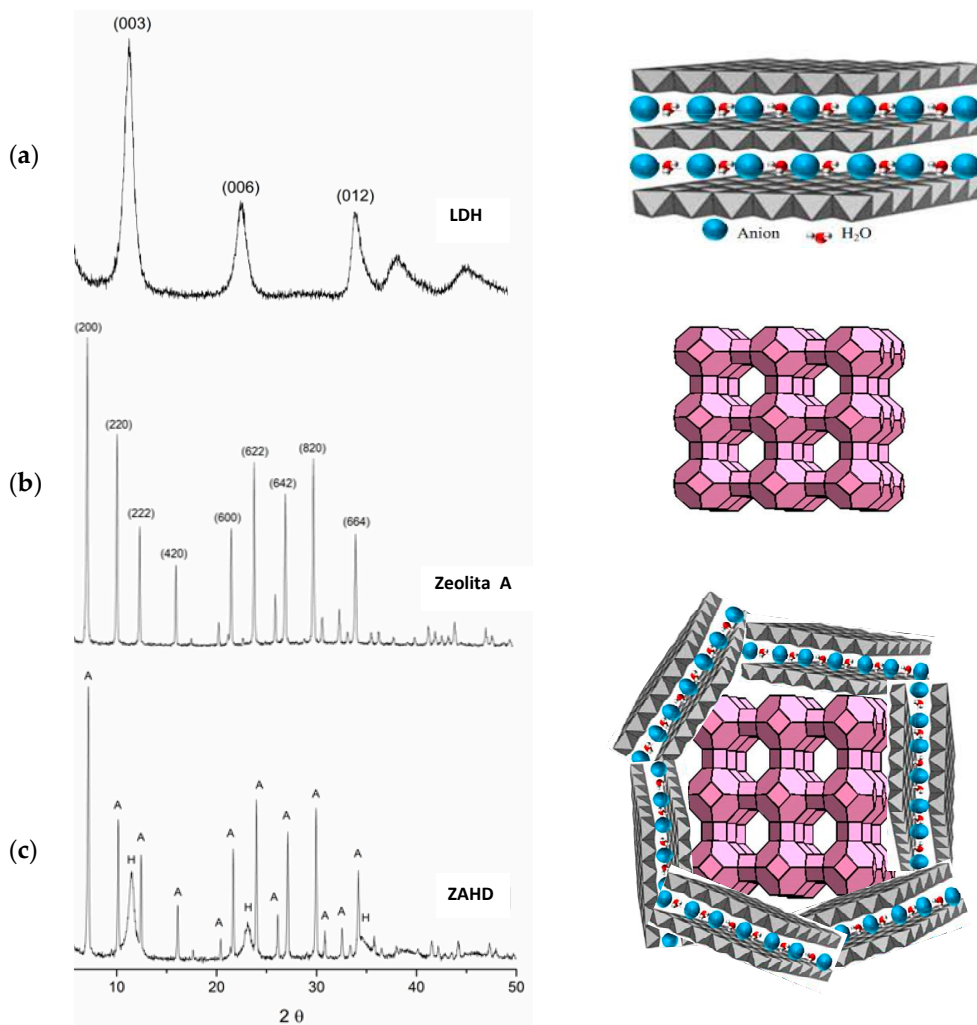 (a)
(003)
(006)
(012)
LDH
Anion
H2O
(b)
(200)
(220)
(222)
(420)
(600)
(622)
(642)
(820)
(664)
Zeolita A
(c)
A
A
H
A
A
A
A
A
H
A
A
A
A
A
A
H
ZAHD
10
20
30
40
50
2 θ